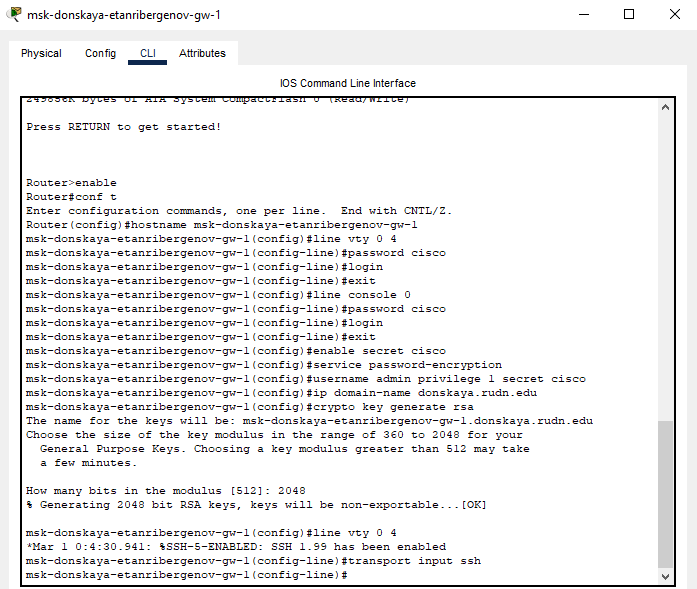 msk-donskaya-etanribergenov-gw-1
Physical Config CLI Attributes
IOS Command Line Interface
249856K bytes of ATA System CompactFlash 0 (Read/Write)
Press RETURN to get started!
Router>enable
Router#conf t
Enter configuration commands, one per line.  End with CNTL/Z.
Router(config)#hostname msk-donskaya-etanribergenov-gw-1
msk-donskaya-etanribergenov-gw-1(config)#line vty 0 4
msk-donskaya-etanribergenov-gw-1(config-line)#password cisco
msk-donskaya-etanribergenov-gw-1(config-line)#login
msk-donskaya-etanribergenov-gw-1(config-line)#exit
msk-donskaya-etanribergenov-gw-1(config)#line console 0
msk-donskaya-etanribergenov-gw-1(config-line)#password cisco
msk-donskaya-etanribergenov-gw-1(config-line)#login
msk-donskaya-etanribergenov-gw-1(config-line)#exit
msk-donskaya-etanribergenov-gw-1(config)#enable secret cisco
msk-donskaya-etanribergenov-gw-1(config)#service password-encryption
msk-donskaya-etanribergenov-gw-1(config)#username admin privilege 1 secret cisco
msk-donskaya-etanribergenov-gw-1(config)#ip domain-name donskaya.rudn.edu
msk-donskaya-etanribergenov-gw-1(config)#crypto key generate rsa
The name for the keys will be: msk-donskaya-etanribergenov-gw-1.donskaya.rudn.edu
Choose the size of the key modulus in the range of 360 to 2048 for your
  General Purpose Keys. Choosing a key modulus greater than 512 may take
  a few minutes.
How many bits in the modulus [512]: 2048
% Generating 2048 bit RSA keys, keys will be non-exportable...[OK]
msk-donskaya-etanribergenov-gw-1(config)#line vty 0 4
*Mar 1 0:4:30.941: %SSH-5-ENABLED: SSH 1.99 has been enabled
msk-donskaya-etanribergenov-gw-1(config-line)#transport input ssh
msk-donskaya-etanribergenov-gw-1(config-line)#